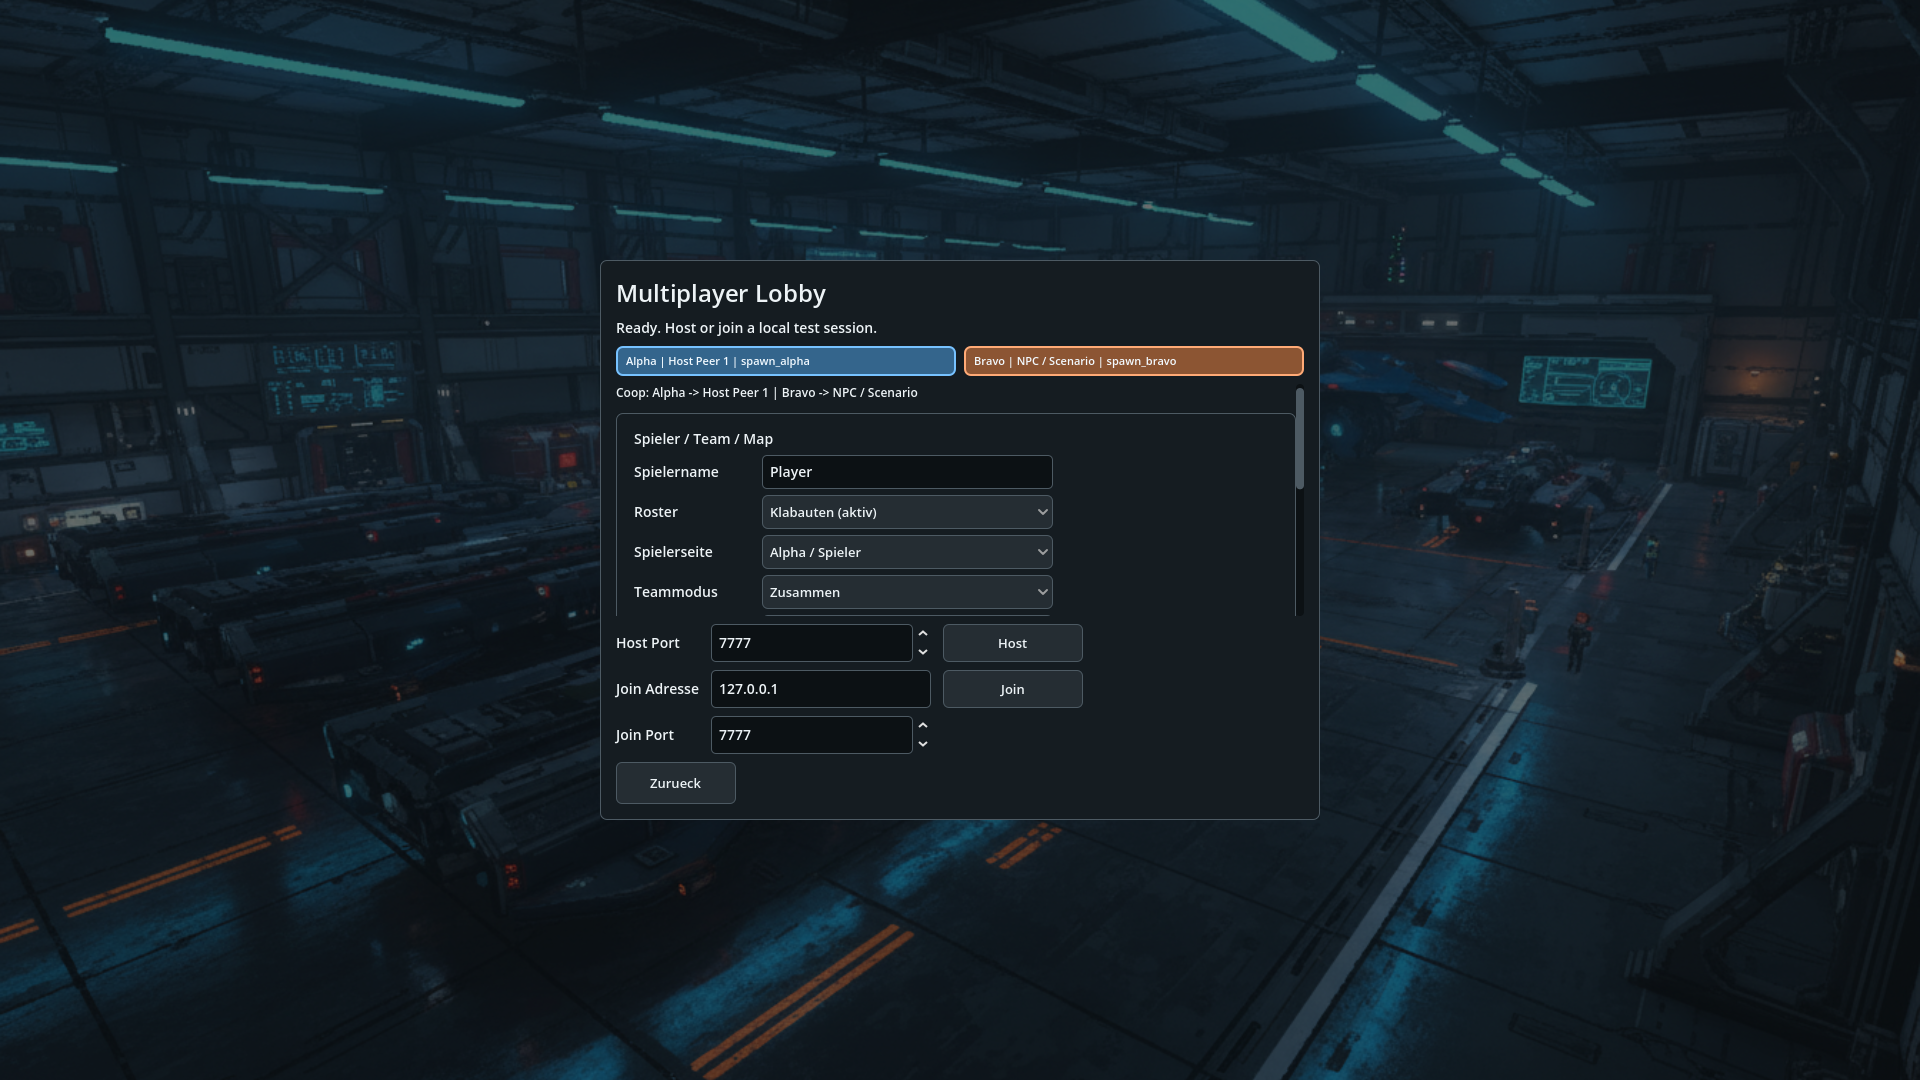 Multiplayer Lobby
Ready. Host or join a local test session.
Alpha | Host Peer 1 | spawn_alpha
Bravo | NPC / Scenario | spawn_bravo
Coop: Alpha -> Host Peer 1 | Bravo -> NPC / Scenario
Spieler / Team / Map
Spielername Player
Roster Klabauten (aktiv)
Spielerseite Alpha / Spieler
Teammodus Zusammen
Host Port 7777 Host
Join Adresse 127.0.0.1 Join
Join Port 7777
Zurueck